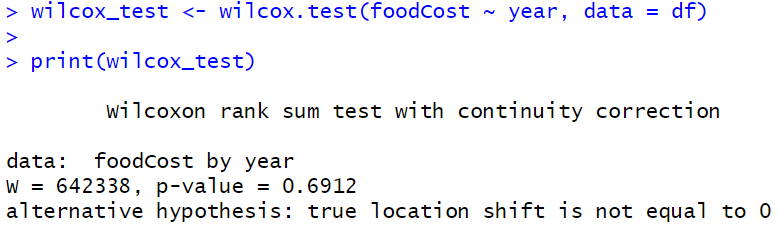 > wilcox_test <- wilcox.test(foodCost ~ year, data = df)
>
> print(wilcox_test)
Wilcoxon rank sum test with continuity correction
data:  foodCost by year
W = 642338, p-value = 0.6912
alternative hypothesis: true location shift is not equal to 0